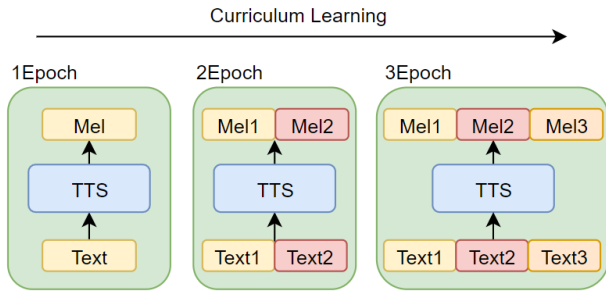 Curriculum Learning
1Epoch
2Epoch
3Epoch
Mel
Mel1 Mel2
Mel1 Mel2 Mel3
TTS
TTS
TTS
Text
Text1 Text2
Text1 Text2 Text3